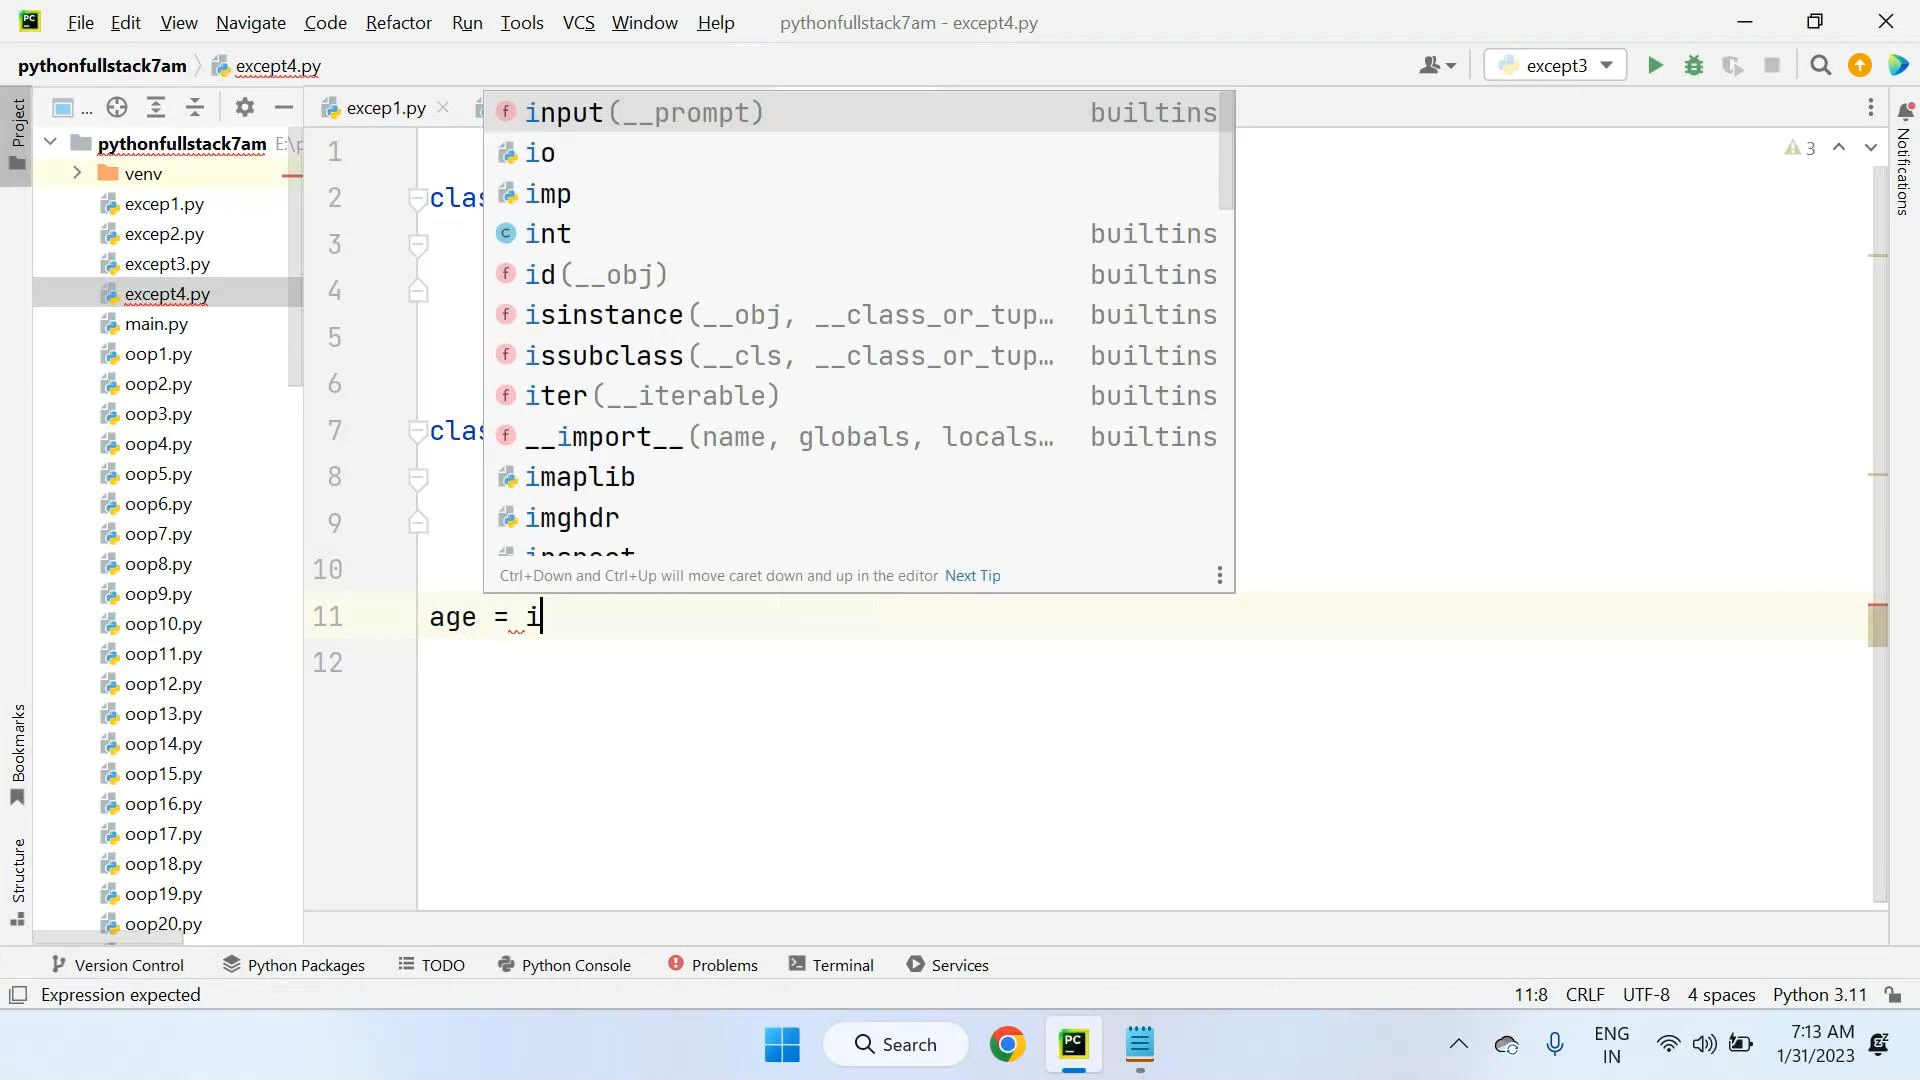 PC File Edit View Navigate Code Refactor Run Tools VCS Window Help pythonfullstack7am - except4.py
pythonfullstack7am except4.py except3
Project
...
excep1.py
pythonfullstack7am E:\p
venv
excep1.py
excep2.py
except3.py
except4.py
main.py
oop1.py
oop2.py
oop3.py
oop4.py
oop5.py
oop6.py
oop7.py
oop8.py
oop9.py
oop10.py
oop11.py
oop12.py
oop13.py
oop14.py
oop15.py
oop16.py
oop17.py
oop18.py
oop19.py
oop20.py
Bookmarks
Structure
1
2 clas
3
4
5
6
7 clas
8
9
10
11 age = i
12
input(__prompt) builtins
io
imp
int builtins
id(__obj) builtins
isinstance(__obj, __class_or_tup… builtins
issubclass(__cls, __class_or_tup… builtins
iter(__iterable) builtins
__import__(name, globals, locals… builtins
imaplib
imghdr
inspect
Ctrl+Down and Ctrl+Up will move caret down and up in the editor Next Tip
3
Notifications
Version Control Python Packages TODO Python Console Problems Terminal Services
Expression expected 11:8 CRLF UTF-8 4 spaces Python 3.11
Search
PC
ENG
IN
7:13 AM
1/31/2023